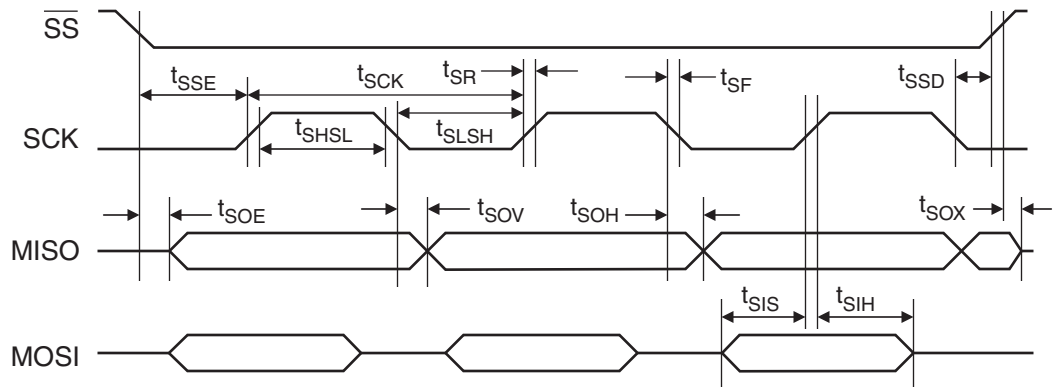 SS
tSSE
tSCK
tSR
tSF
tSSD
SCK
tSHSL
tSLSH
tSOE
tSOV
tSOH
tSOX
MISO
tSIS
tSIH
MOSI